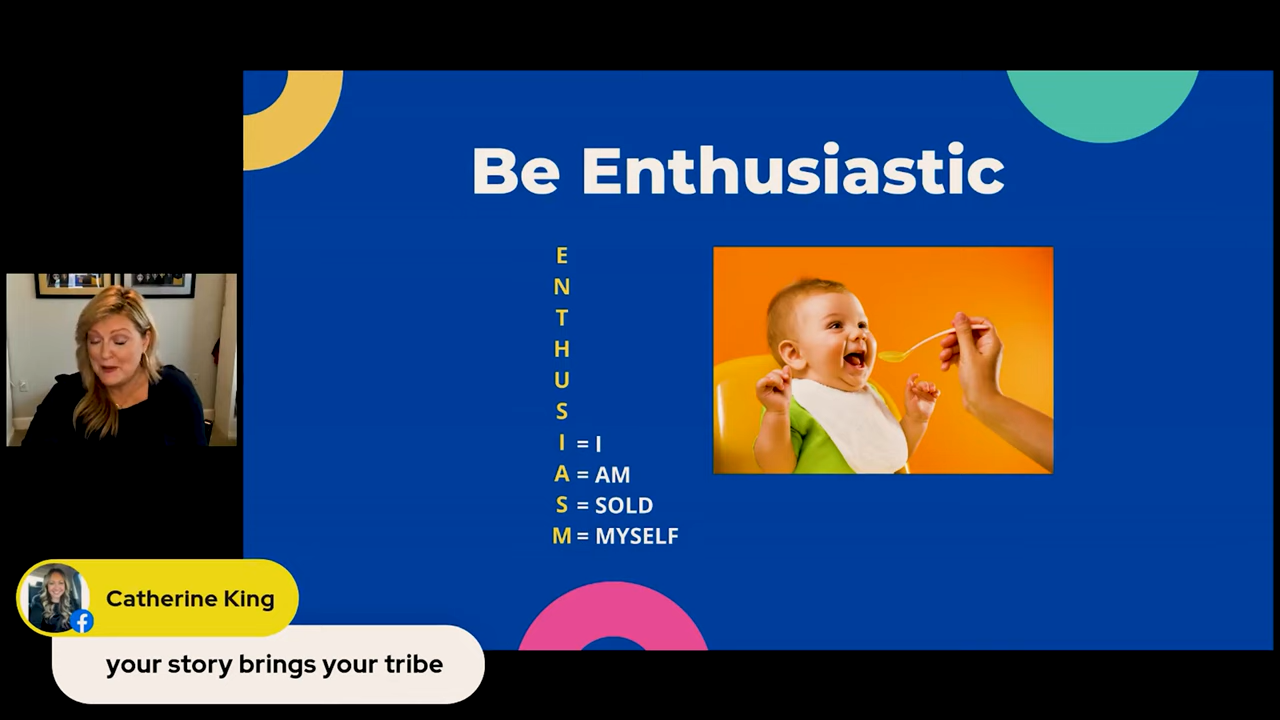 Be Enthusiastic
E
N
T
H
U
S
I = I
A = AM
S = SOLD
M = MYSELF
Catherine King
your story brings your tribe